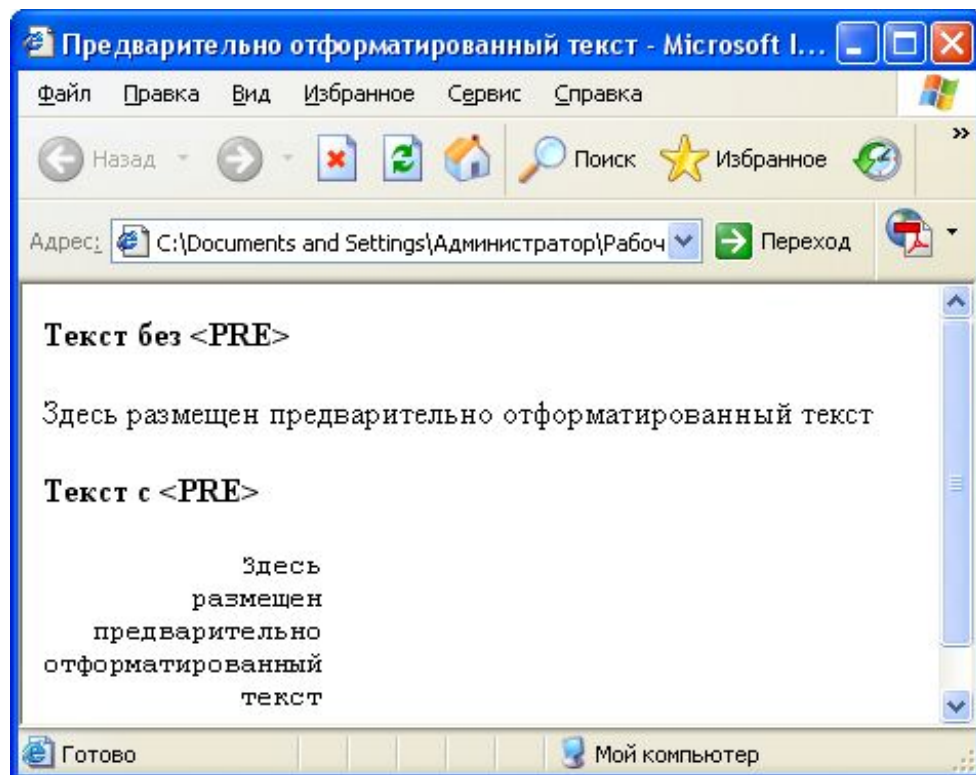 Предварительно отформатированный текст - Microsoft I...
Файл Правка Вид Избранное Сервис Справка
Назад Поиск Избранное »
Адрес: C:\Documents and Settings\Администратор\Рабоч Переход
Текст без <PRE>
Здесь размещен предварительно отформатированный текст
Текст с <PRE>
Здесь
размещен
предварительно
отформатированный
текст
Готово Мой компьютер